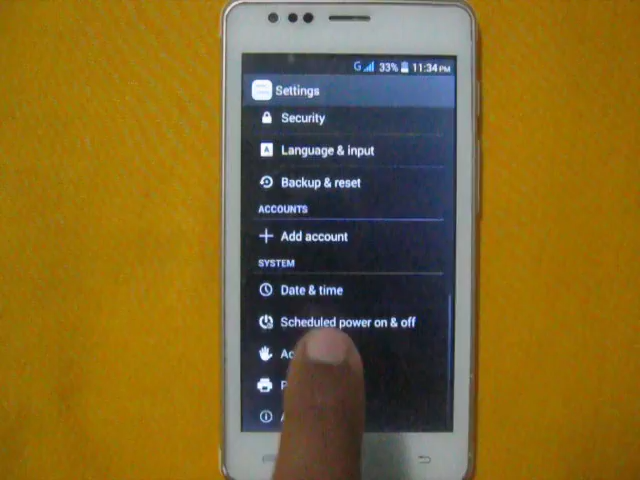 G 33% 11:34 PM
Settings
Security
A Language & input
Backup & reset
ACCOUNTS
Add account
SYSTEM
Date & time
Scheduled power on & off